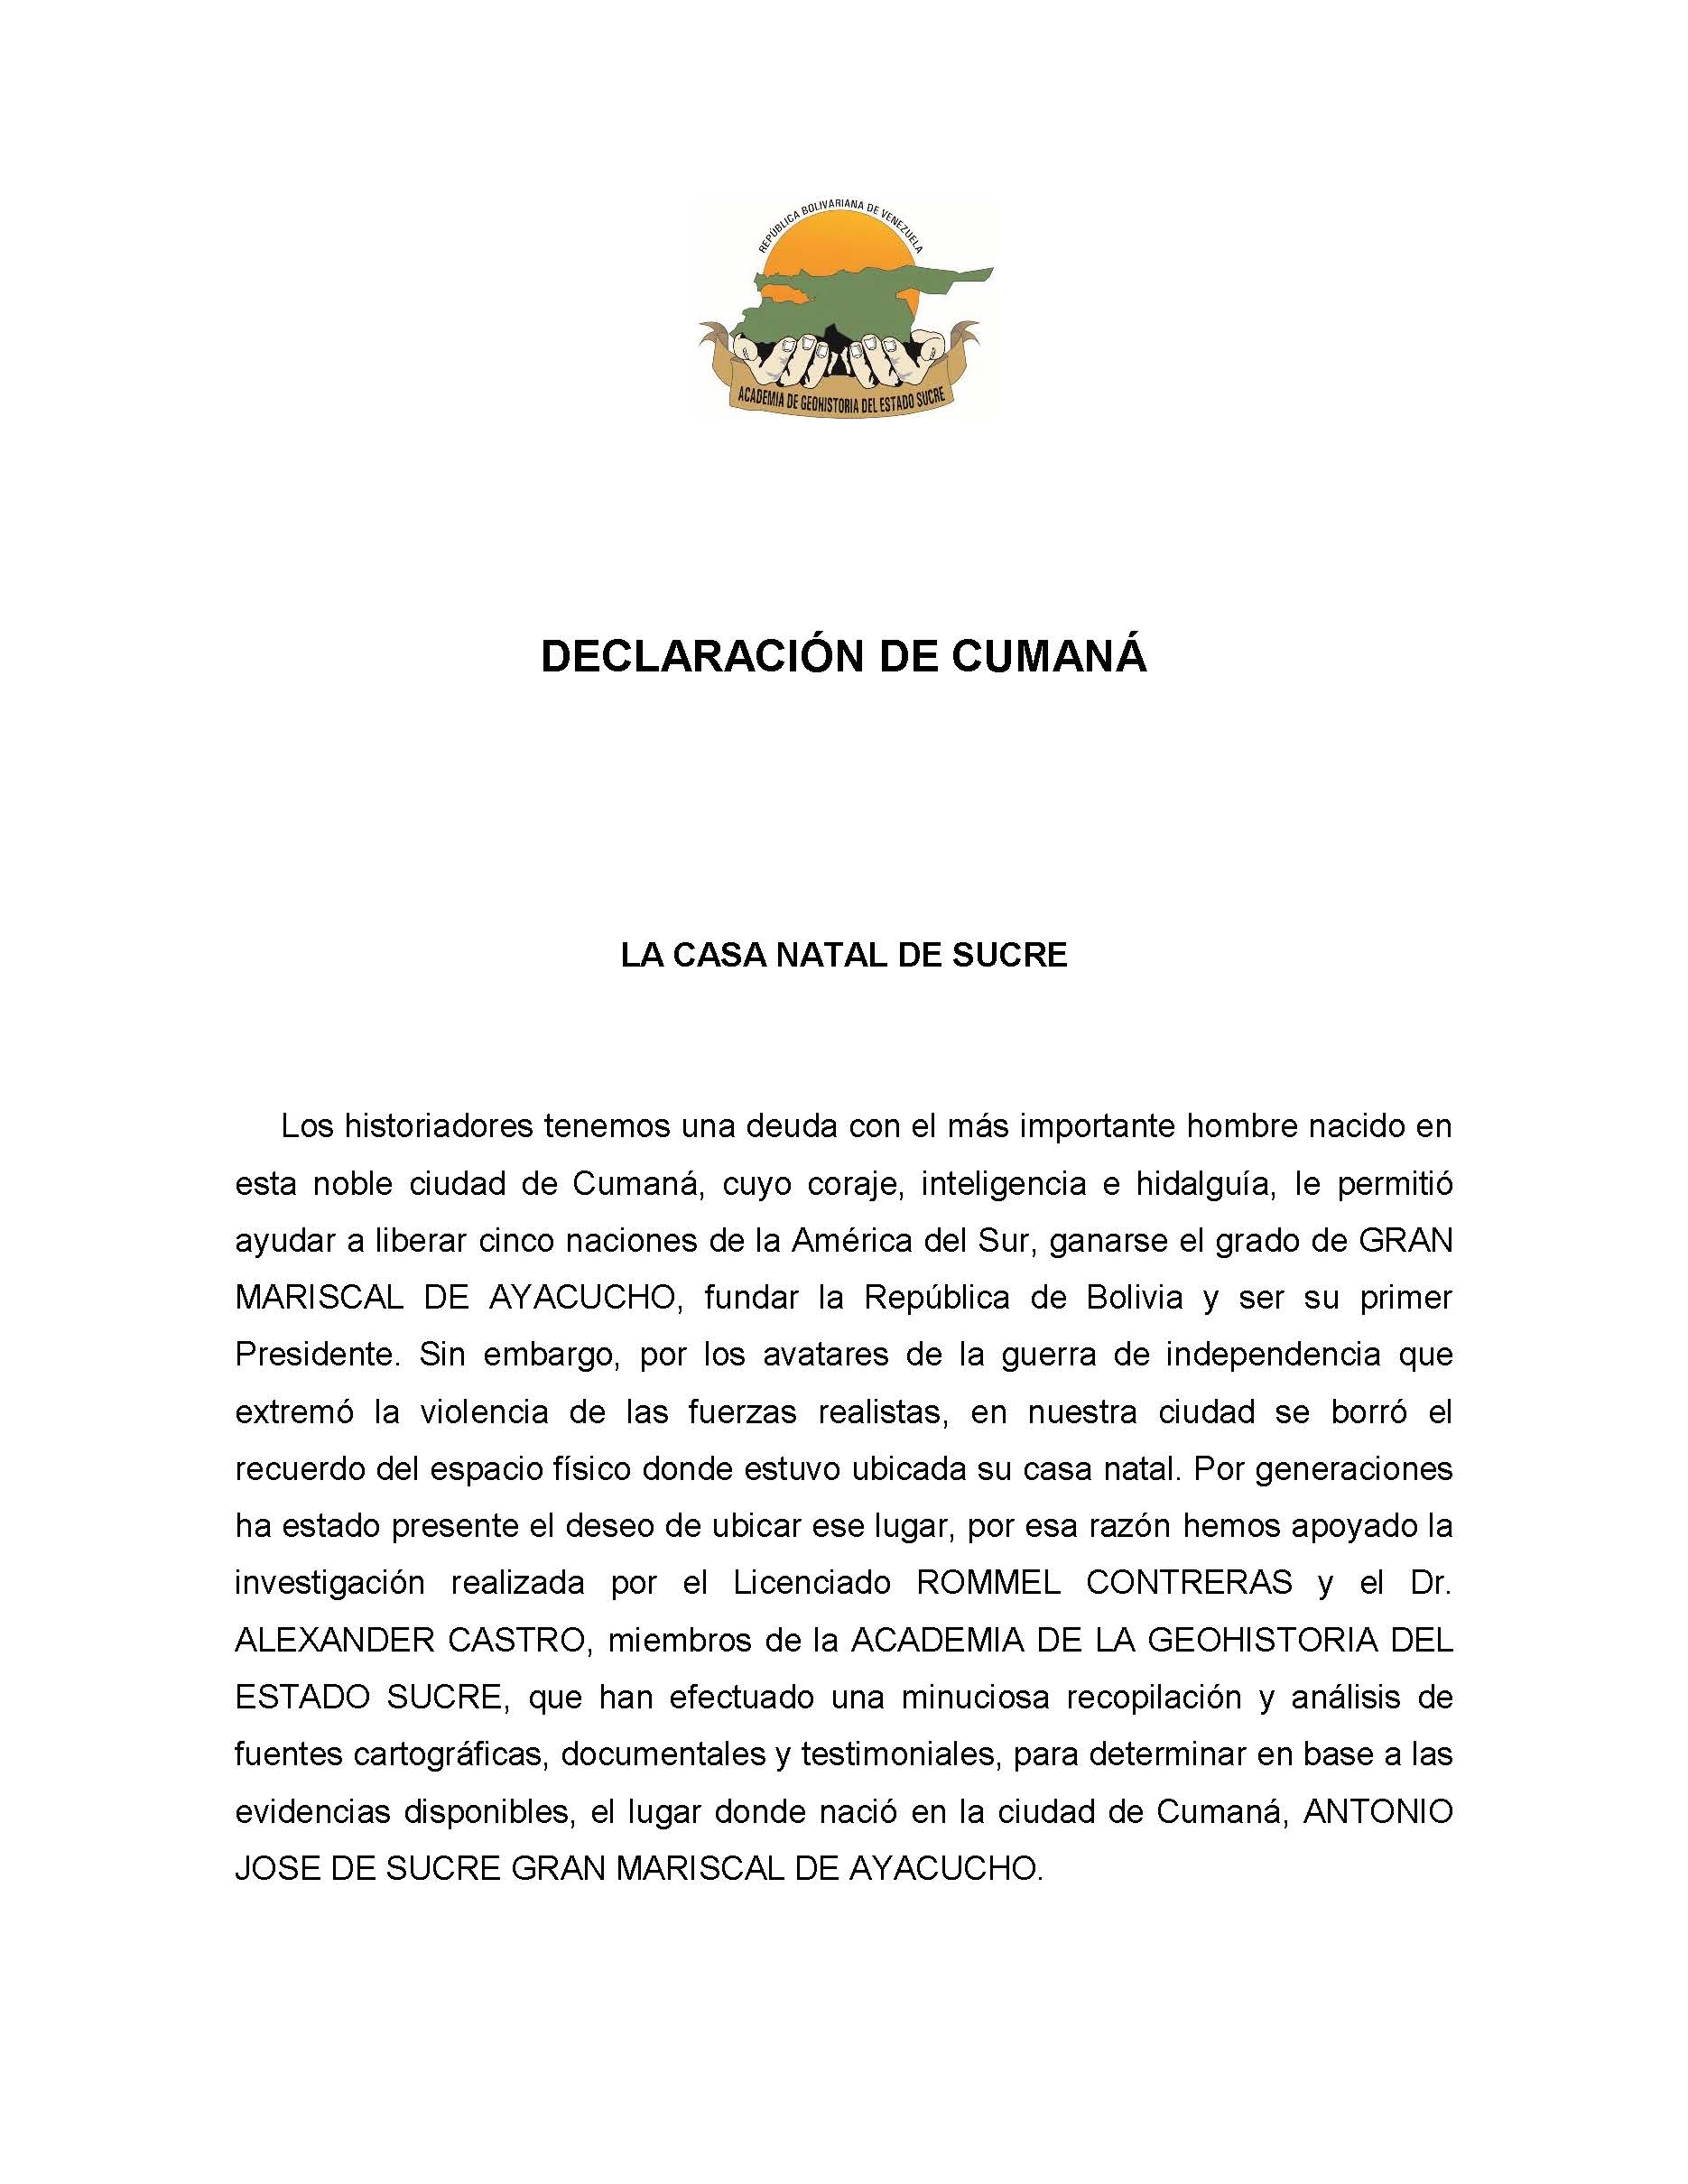 REPÚBLICA BOLIVARIANA DE VENEZUELA
ACADEMIA DE GEOHISTORIA DEL ESTADO SUCRE
DECLARACIÓN DE CUMANÁ
LA CASA NATAL DE SUCRE
Los historiadores tenemos una deuda con el más importante hombre nacido en
esta noble ciudad de Cumaná, cuyo coraje, inteligencia e hidalguía, le permitió
ayudar a liberar cinco naciones de la América del Sur, ganarse el grado de GRAN
MARISCAL DE AYACUCHO, fundar la República de Bolivia y ser su primer
Presidente. Sin embargo, por los avatares de la guerra de independencia que
extremó la violencia de las fuerzas realistas, en nuestra ciudad se borró el
recuerdo del espacio físico donde estuvo ubicada su casa natal. Por generaciones
ha estado presente el deseo de ubicar ese lugar, por esa razón hemos apoyado la
investigación realizada por el Licenciado ROMMEL CONTRERAS y el Dr.
ALEXANDER CASTRO, miembros de la ACADEMIA DE LA GEOHISTORIA DEL
ESTADO SUCRE, que han efectuado una minuciosa recopilación y análisis de
fuentes cartográficas, documentales y testimoniales, para determinar en base a las
evidencias disponibles, el lugar donde nació en la ciudad de Cumaná, ANTONIO
JOSE DE SUCRE GRAN MARISCAL DE AYACUCHO.